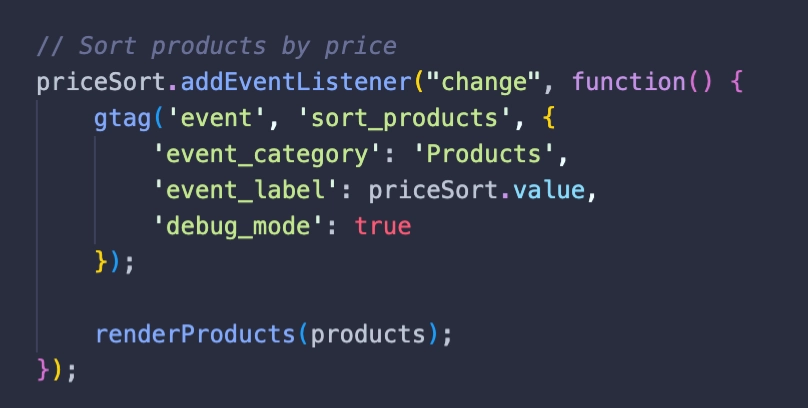 // Sort products by price
priceSort.addEventListener("change", function() {
    gtag('event', 'sort_products', {
        'event_category': 'Products',
        'event_label': priceSort.value,
        'debug_mode': true
    });

    renderProducts(products);
});